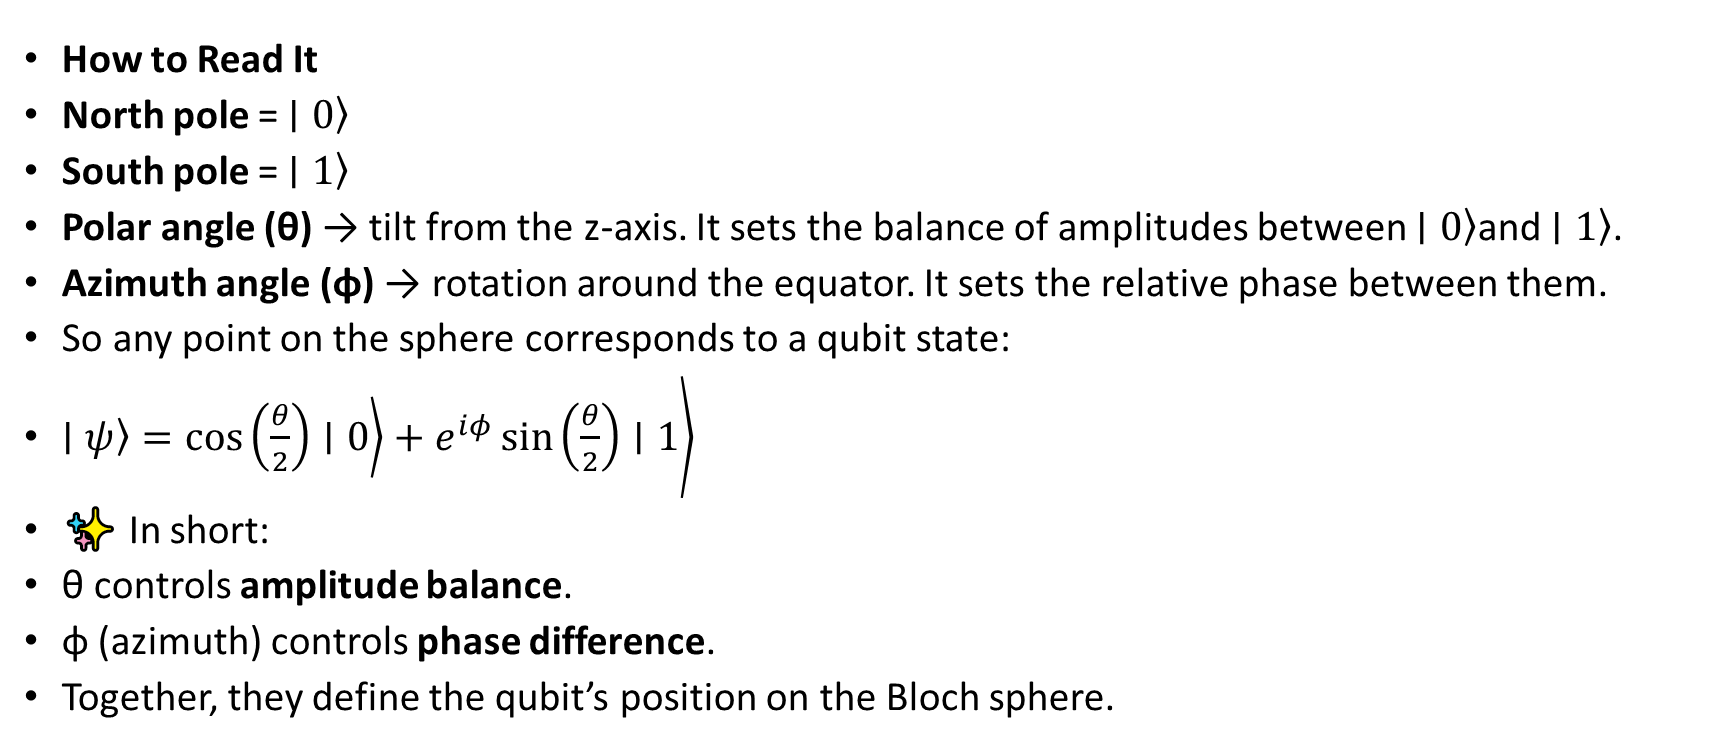 • How to Read It
• North pole = | 0⟩
• South pole = | 1⟩
• Polar angle (θ) → tilt from the z-axis. It sets the balance of amplitudes between | 0⟩and | 1⟩.
• Azimuth angle (ϕ) → rotation around the equator. It sets the relative phase between them.
• So any point on the sphere corresponds to a qubit state:
• | ψ⟩ = cos(θ/2) | 0⟩ + e^{iϕ} sin(θ/2) | 1⟩
• ✨ In short:
• θ controls amplitude balance.
• ϕ (azimuth) controls phase difference.
• Together, they define the qubit’s position on the Bloch sphere.